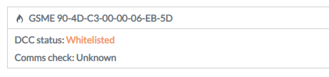 GSME 90-4D-C3-00-00-06-EB-5D
DCC status: Whitelisted
Comms check: Unknown